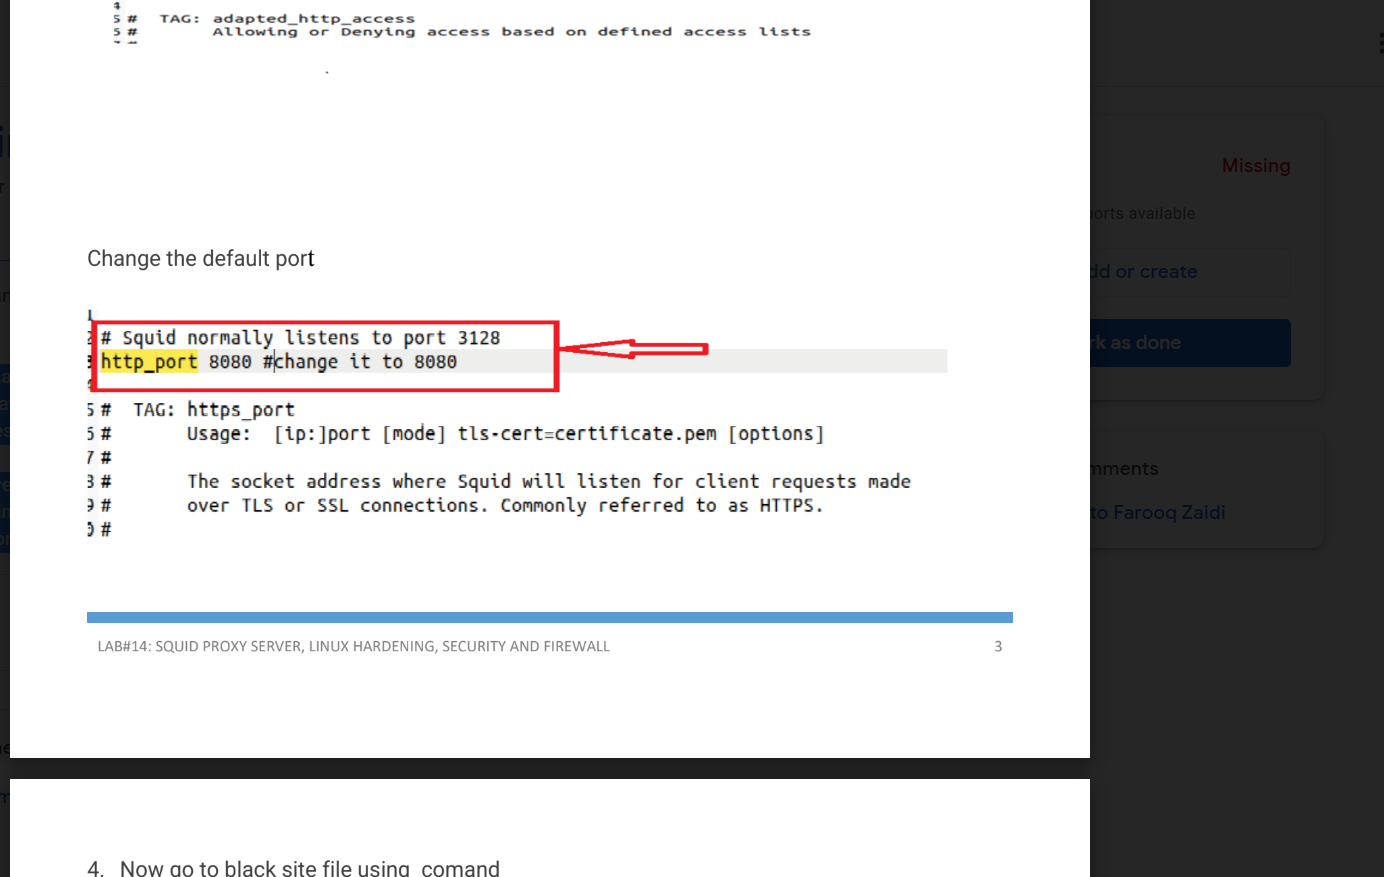 5 # TAG: adapted_http_access
5 # Allowing or Denying access based on defined access lists
Missing
orts available
Change the default port
dd or create
1
2 # Squid normally listens to port 3128
http_port 8080 #change it to 8080
rk as done
5 # TAG: https_port
5 # Usage: [ip:]port [mode] tls-cert=certificate.pem [options]
7 #
3 # The socket address where Squid will listen for client requests made
9 # over TLS or SSL connections. Commonly referred to as HTTPS.
0 #
mments
to Farooq Zaidi
LAB#14: SQUID PROXY SERVER, LINUX HARDENING, SECURITY AND FIREWALL 3
4. Now go to black site file using comand